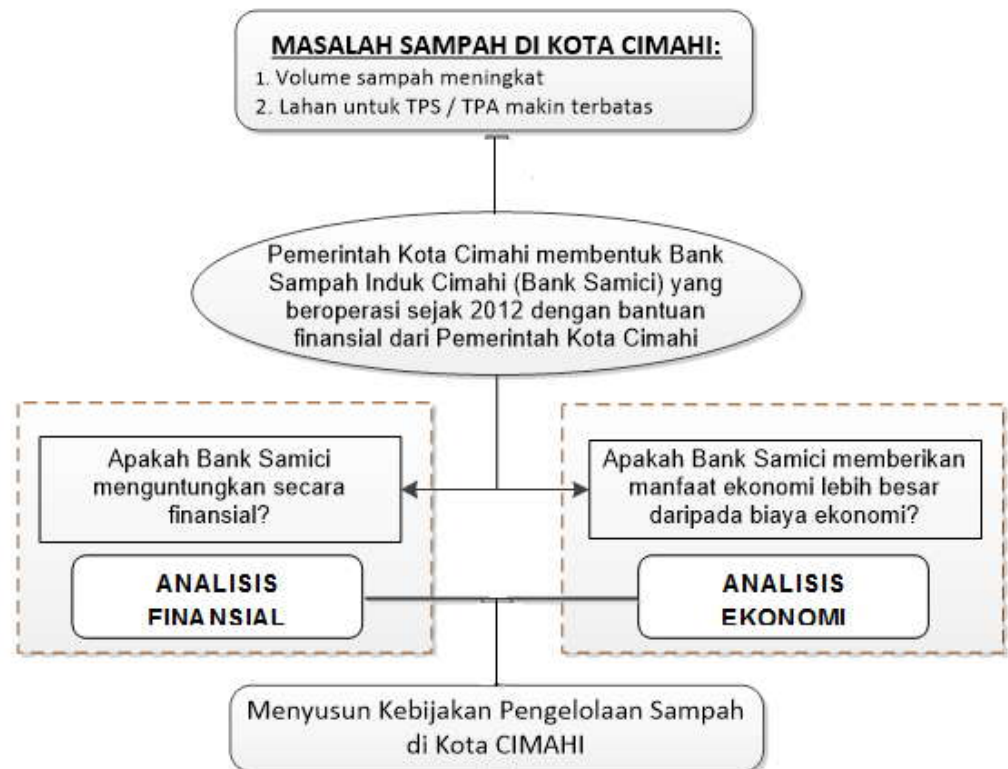 MASALAH SAMPAH DI KOTA CIMAHI:
1. Volume sampah meningkat
2. Lahan untuk TPS / TPA makin terbatas
Pemerintah Kota Cimahi membentuk Bank
Sampah Induk Cimahi (Bank Samici) yang
beroperasi sejak 2012 dengan bantuan
finansial dari Pemerintah Kota Cimahi
Apakah Bank Samici
menguntungkan secara
finansial?
ANALISIS
FINANSIAL
Apakah Bank Samici memberikan
manfaat ekonomi lebih besar
daripada biaya ekonomi?
ANALISIS
EKONOMI
Menyusun Kebijakan Pengelolaan Sampah
di Kota CIMAHI